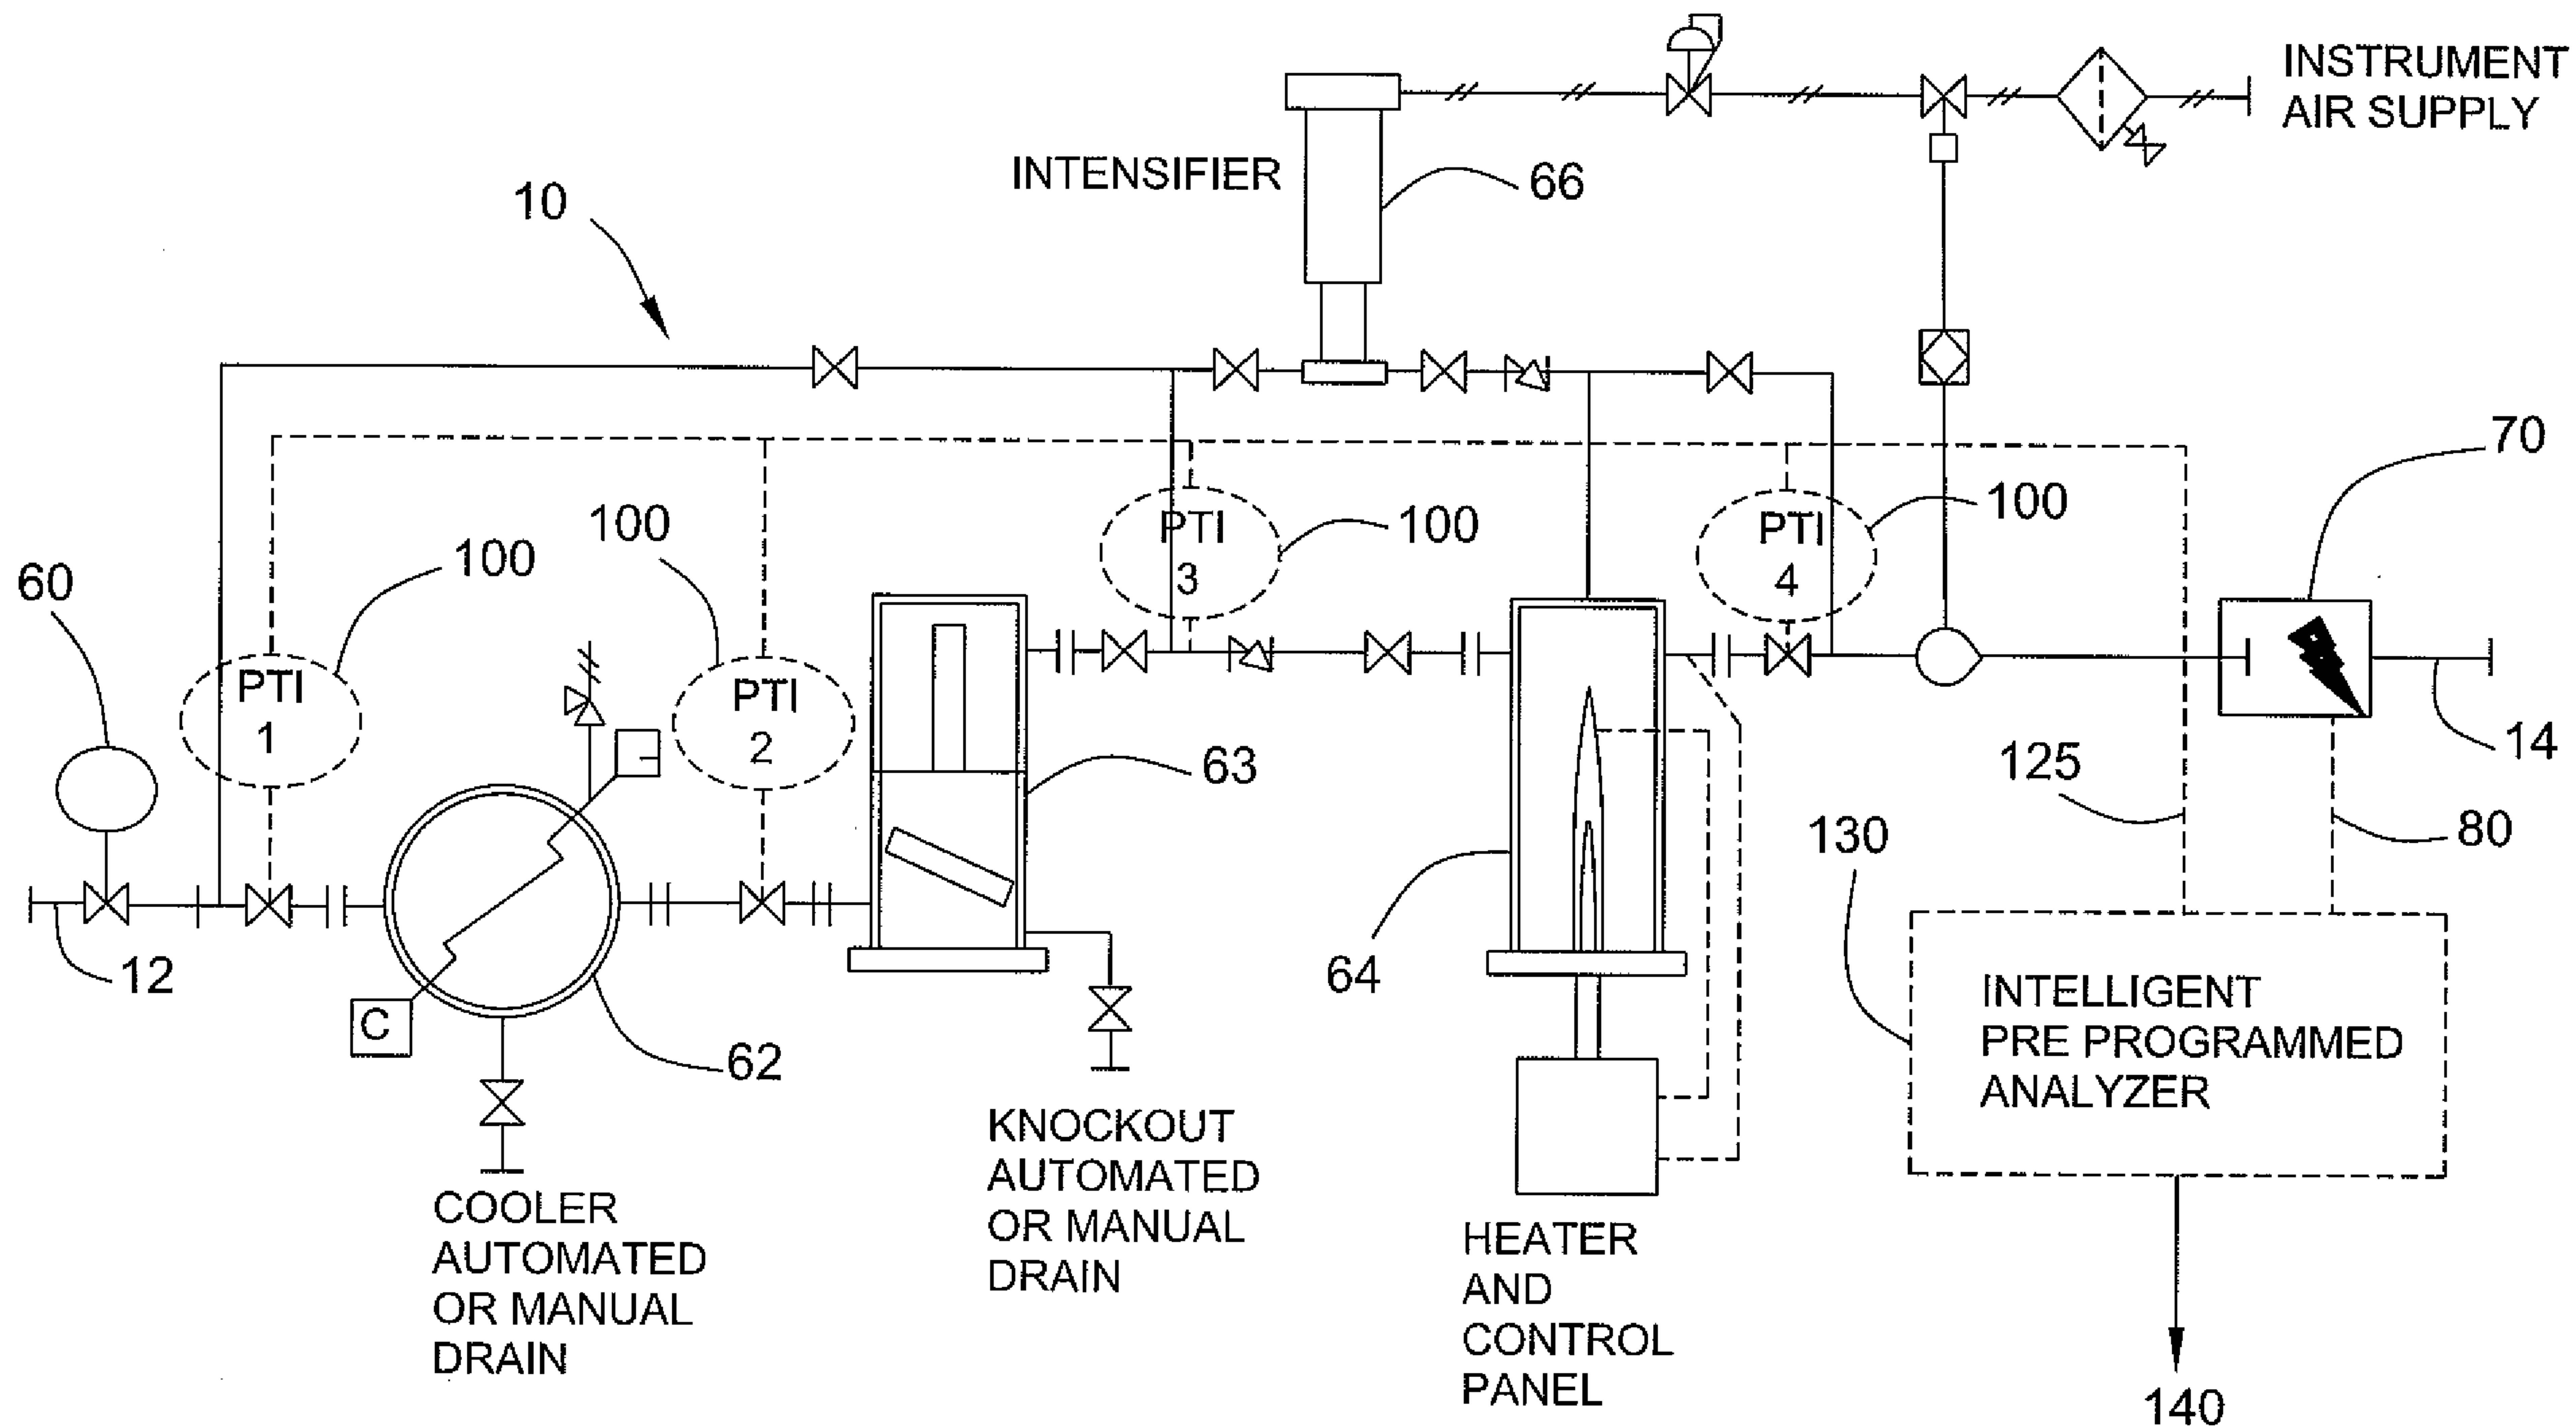 INSTRUMENT
AIR SUPPLY
INTENSIFIER
66
10
70
100
100
100
100
PTI
3
PTI
4
60
PTI
1
PTI
2
63
125
14
80
130
12
64
C
62
INTELLIGENT
PRE PROGRAMMED
ANALYZER
KNOCKOUT
AUTOMATED
OR MANUAL
DRAIN
COOLER
AUTOMATED
OR MANUAL
DRAIN
HEATER
AND
CONTROL
PANEL
140